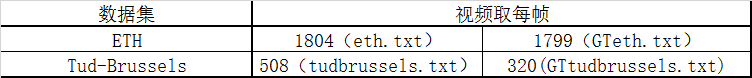 数据集 视频取每帧
ETH 1804（eth.txt） 1799（GTeth.txt）
Tud-Brussels 508（tudbrussels.txt） 320(GTtudbrussels.txt)